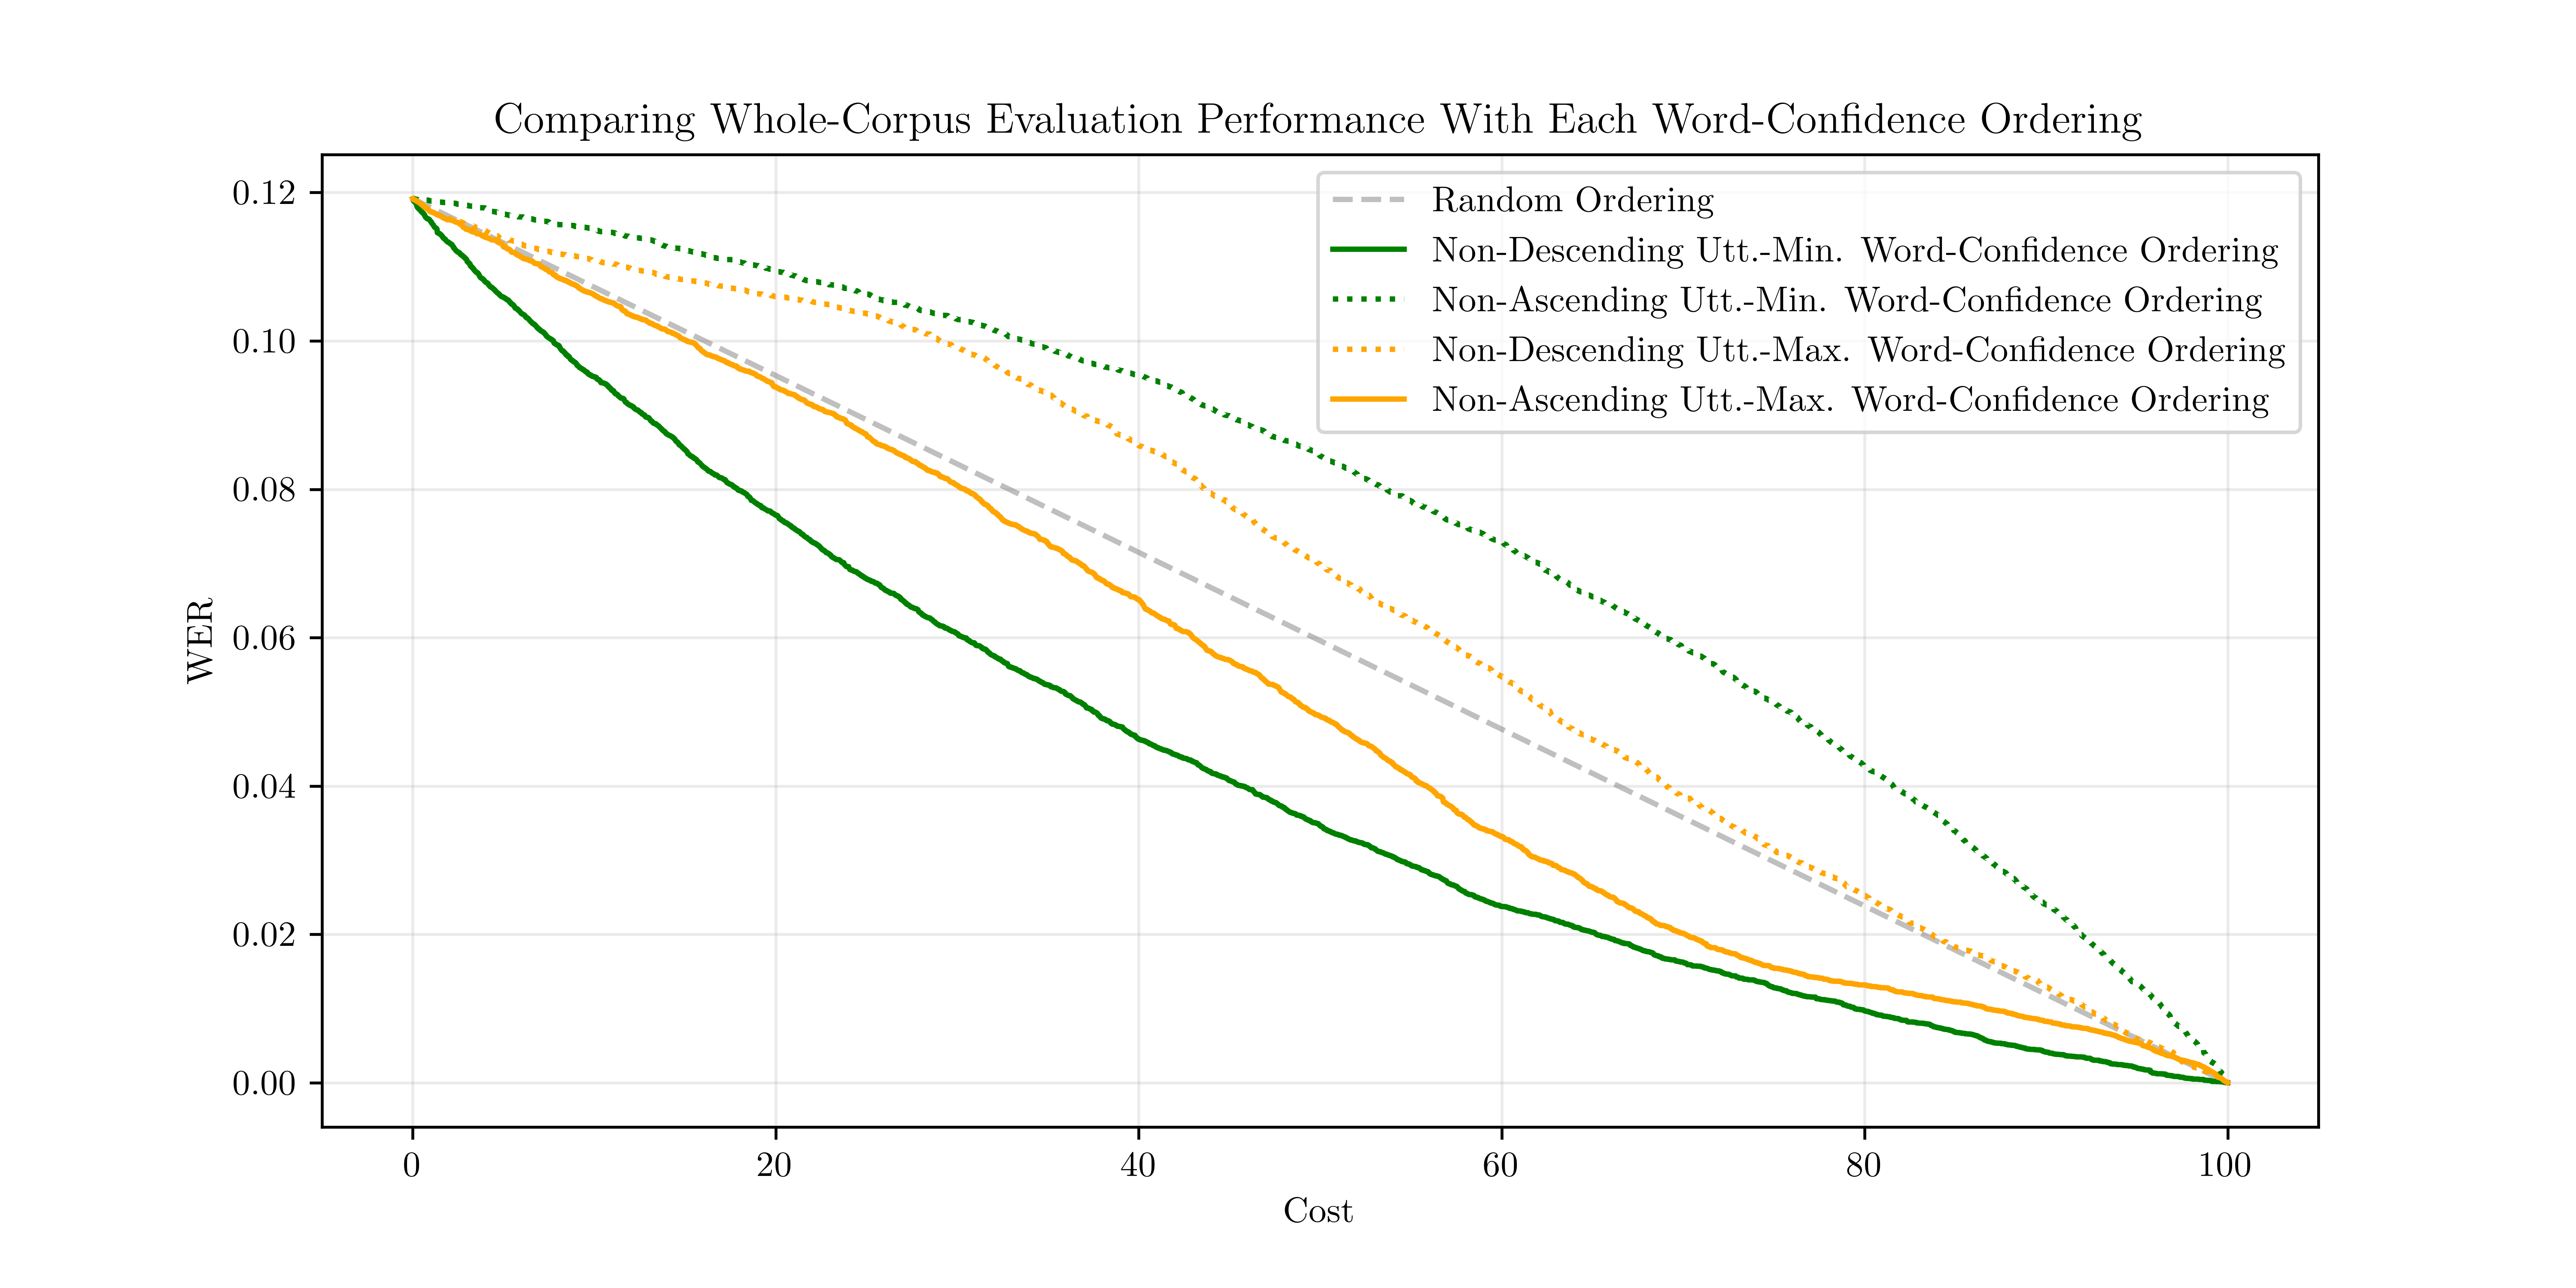 Comparing Whole-Corpus Evaluation Performance With Each Word-Confidence Ordering
Random Ordering
Non-Descending Utt.-Min. Word-Confidence Ordering
Non-Ascending Utt.-Min. Word-Confidence Ordering
Non-Descending Utt.-Max. Word-Confidence Ordering
Non-Ascending Utt.-Max. Word-Confidence Ordering
WER
0.12
0.10
0.08
0.06
0.04
0.02
0.00
0 20 40 60 80 100
Cost